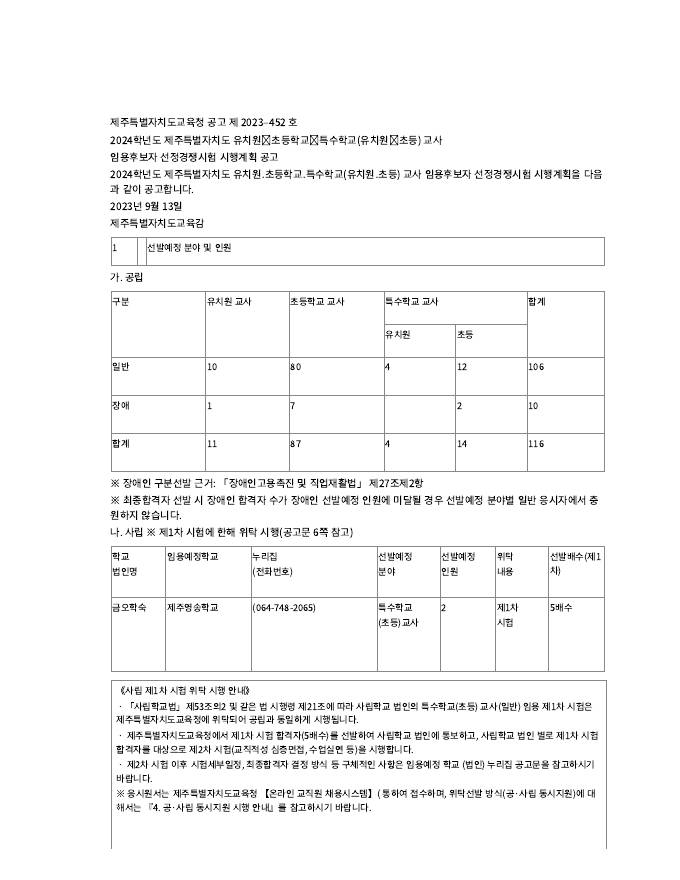 제주특별자치도교육청 공고 제 2023-452 호
2024학년도 제주특별자치도 유치원☒초등학교☒특수학교(유치원☒초등) 교사
임용후보자 선정경쟁시험 시행계획 공고
2024학년도 제주특별자치도 유치원.초등학교.특수학교(유치원.초등) 교사 임용후보자 선정경쟁시험 시행계획을 다음
과 같이 공고합니다.
2023년 9월 13일
제주특별자치도교육감
1 선발예정 분야 및 인원
가. 공립
구분 유치원 교사 초등학교 교사 특수학교 교사 합계
유치원 초등
일반 10 80 4 12 106
장애 1 7 2 10
합계 11 87 4 14 116
※ 장애인 구분선발 근거: 「장애인고용촉진 및 직업재활법」 제27조제2항
※ 최종합격자 선발 시 장애인 합격자 수가 장애인 선발예정 인원에 미달될 경우 선발예정 분야별 일반 응시자에서 충
원하지 않습니다.
나. 사립 ※ 제1차 시험에 한해 위탁 시행(공고문 6쪽 참고)
학교 임용예정학교 누리집 선발예정 선발예정 위탁 선발배수(제1
법인명 (전화번호) 분야 인원 내용 차)
금오학숙 제주영송학교 (064-748-2065) 특수학교 2 제1차 5배수
(초등)교사 시험
《사립 제1차 시험 위탁 시행 안내》
· 「사립학교법」제53조의2 및 같은 법 시행령 제21조에 따라 사립학교 법인의 특수학교(초등) 교사(일반) 임용 제1차 시험은
제주특별자치도교육청에 위탁되어 공립과 동일하게 시행됩니다.
· 제주특별자치도교육청에서 제1차 시험 합격자(5배수)를 선발하여 사립학교 법인에 통보하고, 사립학교 법인 별로 제1차 시험
합격자를 대상으로 제2차 시험(교직적성 심층면접, 수업실연 등)을 시행합니다.
· 제2차 시험 이후 시험세부일정, 최종합격자 결정 방식 등 구체적인 사항은 임용예정 학교 (법인) 누리집 공고문을 참고하시기
바랍니다.
※ 응시원서는 제주특별자치도교육청 【온라인 교직원 채용시스템】( 통하여 접수하며, 위탁선발 방식(공·사립 동시지원)에 대
해서는 『4. 공·사립 동시지원 시행 안내』를 참고하시기 바랍니다.